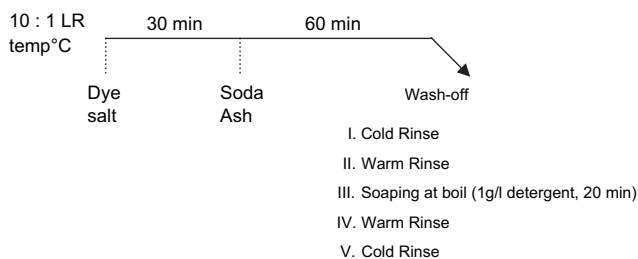 10 : 1 LR
temp°C
30 min
60 min
Dye
salt
Soda
Ash
Wash-off
I. Cold Rinse
II. Warm Rinse
III. Soaping at boil (1g/l detergent, 20 min)
IV. Warm Rinse
V. Cold Rinse